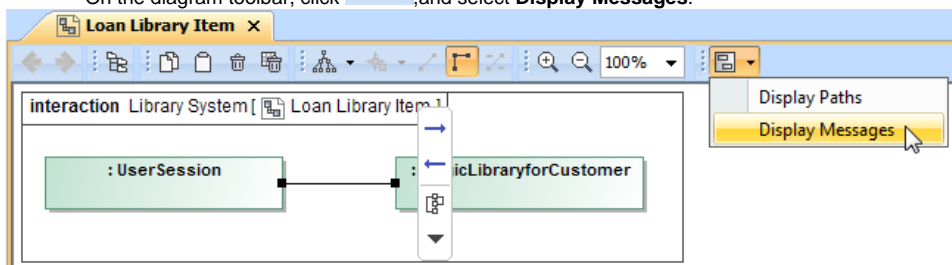 On the diagram toolbar, click ,and select Display Messages.
Loan Library Item X
100%
Display Paths
Display Messages
interaction Library System [ Loan Library Item ]
: UserSession
: icLibraryforCustomer